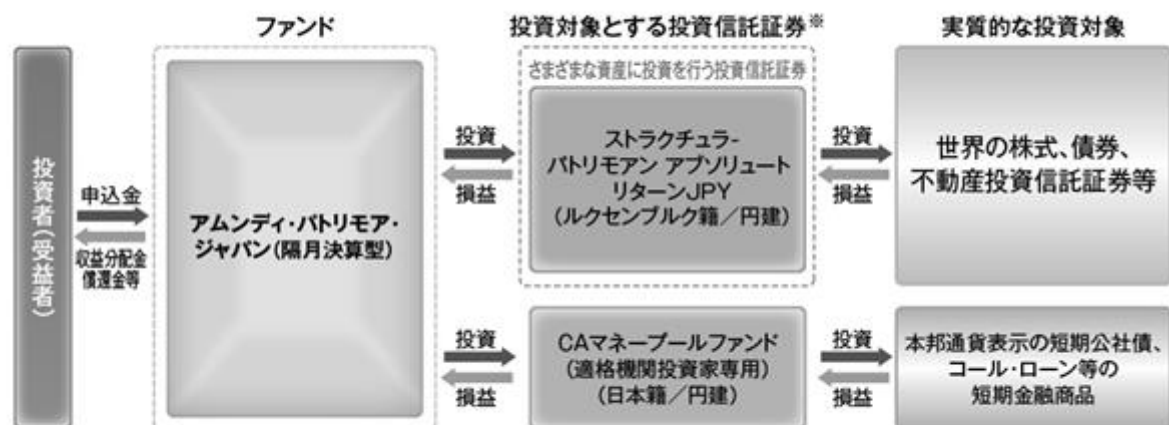 ファンド
投資対象とする投資信託証券※
実質的な投資対象
投資者(受益者)
申込金
収益分配金
償還金等
アムンディ・パトリモア・
ジャパン(隔月決算型)
投資
損益
さまざまな資産に投資を行う投資信託証券
ストラクチュラ-
パトリモアン アブソリュート
リターンJPY
(ルクセンブルク籍／円建)
投資
損益
世界の株式、債券、
不動産投資信託証券等
投資
損益
CAマネープールファンド
(適格機関投資家専用)
(日本籍／円建)
投資
損益
本邦通貨表示の短期公社債、
コール・ローン等の
短期金融商品